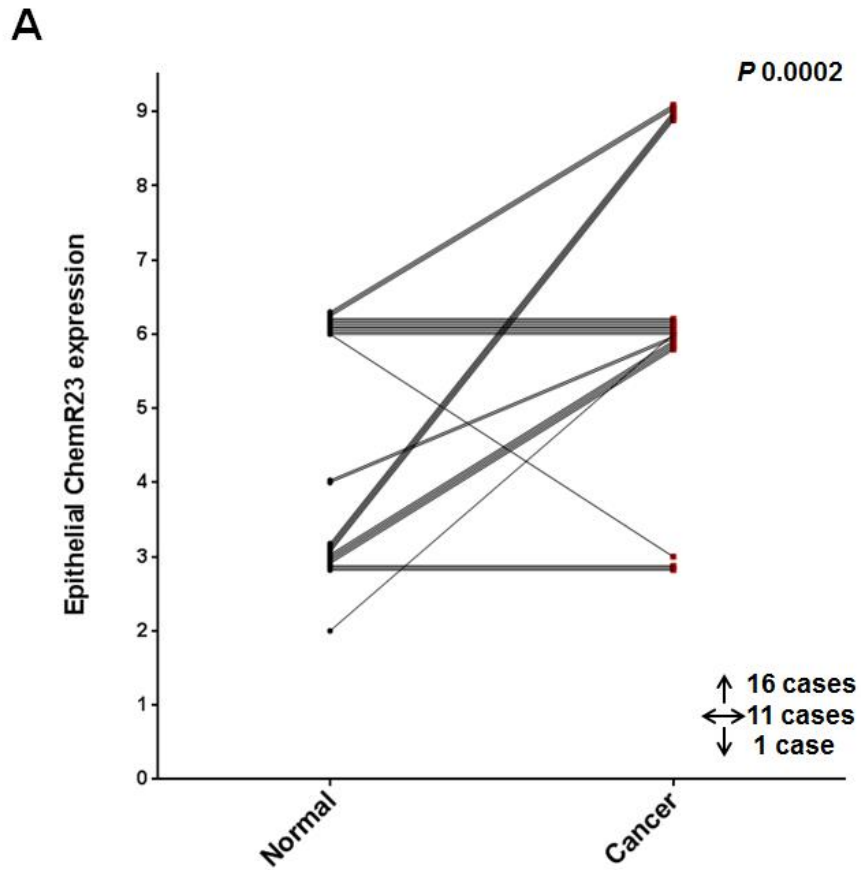 A
P 0.0002
Epithelial ChemR23 expression
9
8
7
6
5
4
3
2
1
0
16 cases
11 cases
1 case
Normal
Cancer